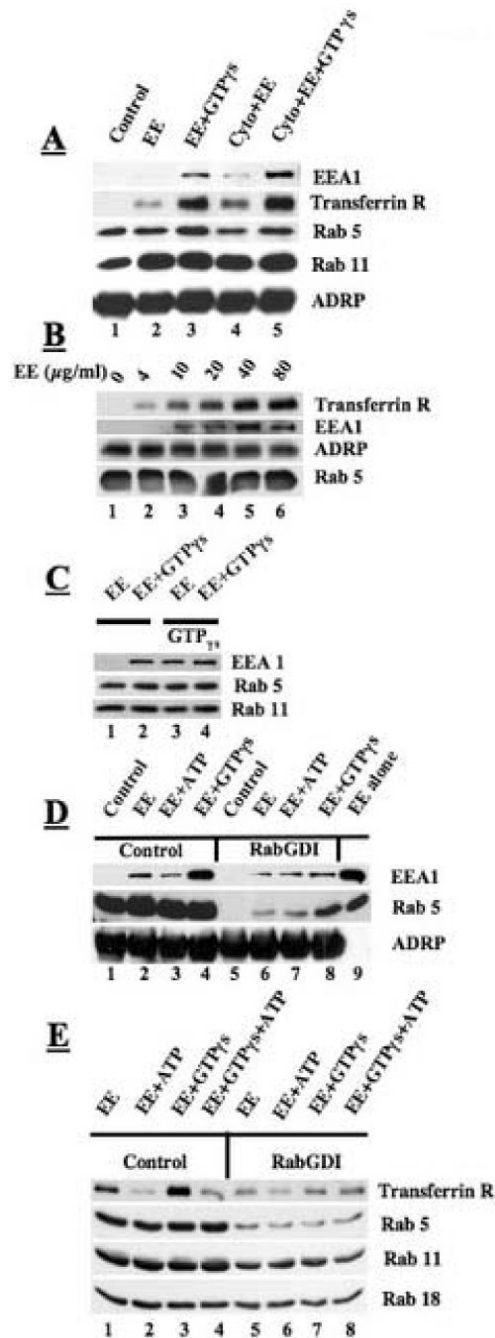 A
Control EE EE+GTPγs Cyto+EE Cyto+EE+GTPγs
EEA1
Transferrin R
Rab 5
Rab 11
ADRP
1 2 3 4 5
B
EE (µg/ml) 0 4 10 20 40 80
Transferrin R
EEA1
ADRP
Rab 5
1 2 3 4 5 6
C
EE EE+GTPγs EE EE+GTPγs
GTPγs
EEA 1
Rab 5
Rab 11
1 2 3 4
D
Control EE EE+ATP EE+GTPγs Control EE EE+ATP EE+GTPγs EE alone
Control RabGDI
EEA1
Rab 5
ADRP
1 2 3 4 5 6 7 8 9
E
EE EE+ATP EE+GTPγs EE+GTPγs+ATP EE EE+ATP EE+GTPγs EE+GTPγs+ATP
Control RabGDI
Transferrin R
Rab 5
Rab 11
Rab 18
1 2 3 4 5 6 7 8